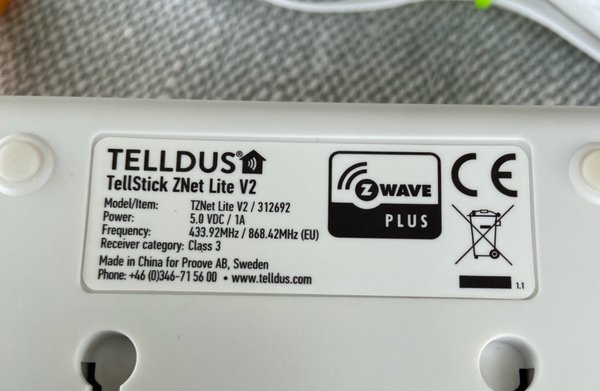 TELLDUS®
TellStick ZNet Lite V2
Model/Item: TZNet Lite V2 / 312692
Power: 5.0 VDC / 1A
Frequency: 433.92MHz / 868.42MHz (EU)
Receiver category: Class 3
Made in China for Proove AB, Sweden
Phone: +46 (0)346-71 56 00 • www.telldus.com
Z WAVE
PLUS
CE
1.1